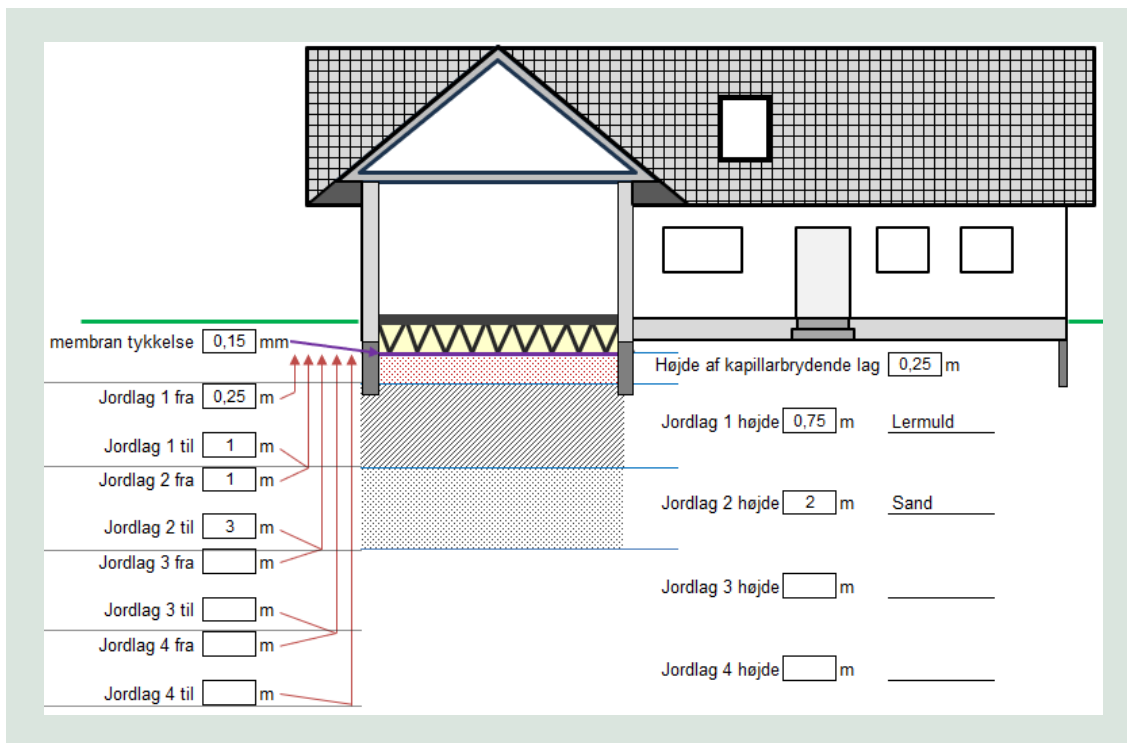 membran tykkelse 0,15 mm
Højde af kapillarbrydende lag 0,25 m
Jordlag 1 fra 0,25 m
Jordlag 1 højde 0,75 m Lermuld
Jordlag 1 til 1 m
Jordlag 2 fra 1 m
Jordlag 2 højde 2 m Sand
Jordlag 2 til 3 m
Jordlag 3 fra m
Jordlag 3 højde m
Jordlag 3 til m
Jordlag 4 fra m
Jordlag 4 højde m
Jordlag 4 til m